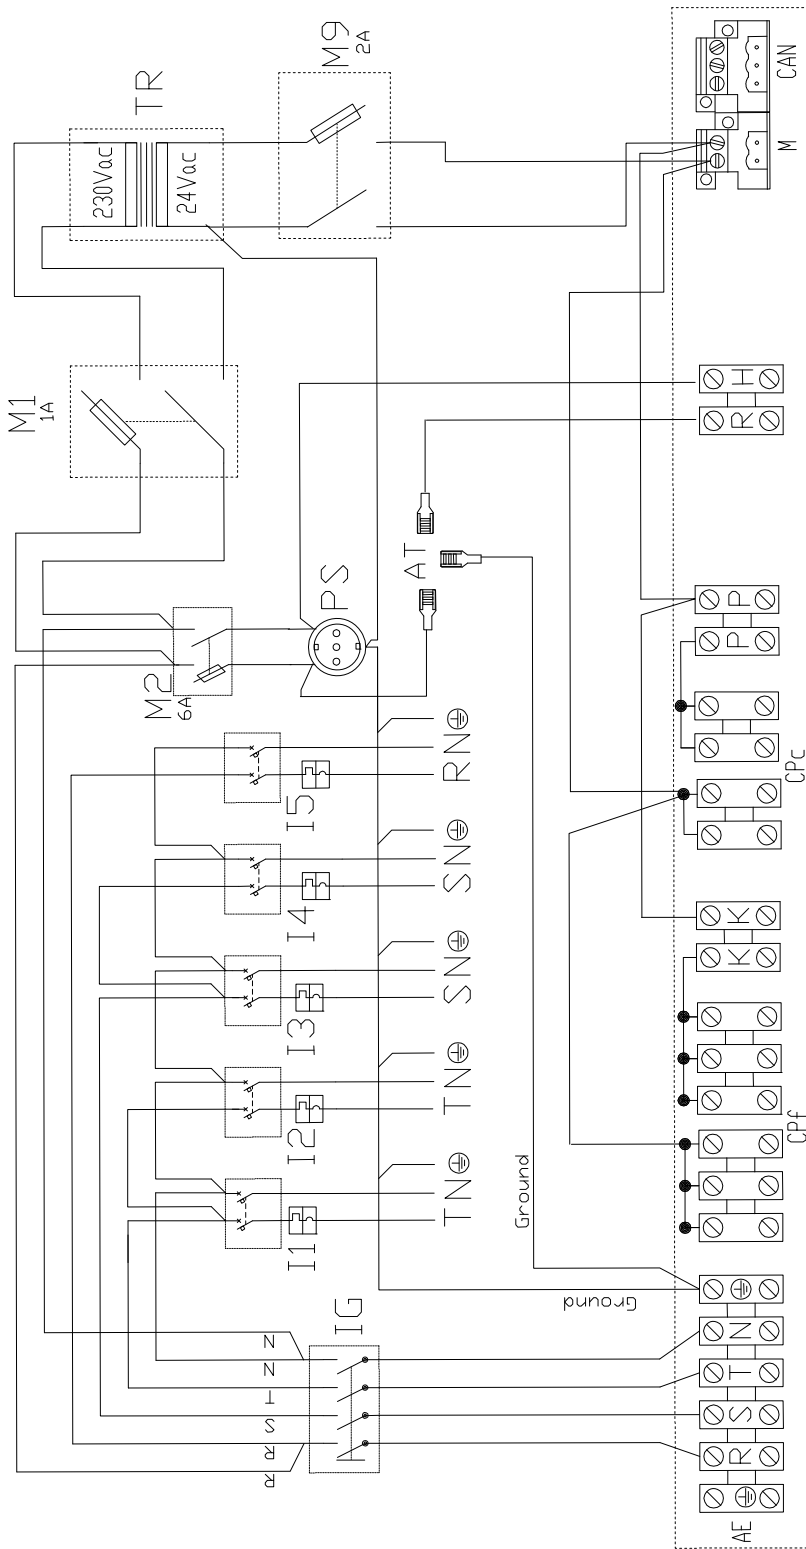 M1
1A
230Vac
TR
M2
6A
24Vac
R R S T N N
I1 I2 I3 I4 I5
PS
M9
2A
IG
AT
TN⏚ TN⏚ SN⏚ SN⏚ RN⏚
Ground
Ground
AE
⏚ R S T N ⏚
K K
P P
R H
CPf
CPc
M
CAN